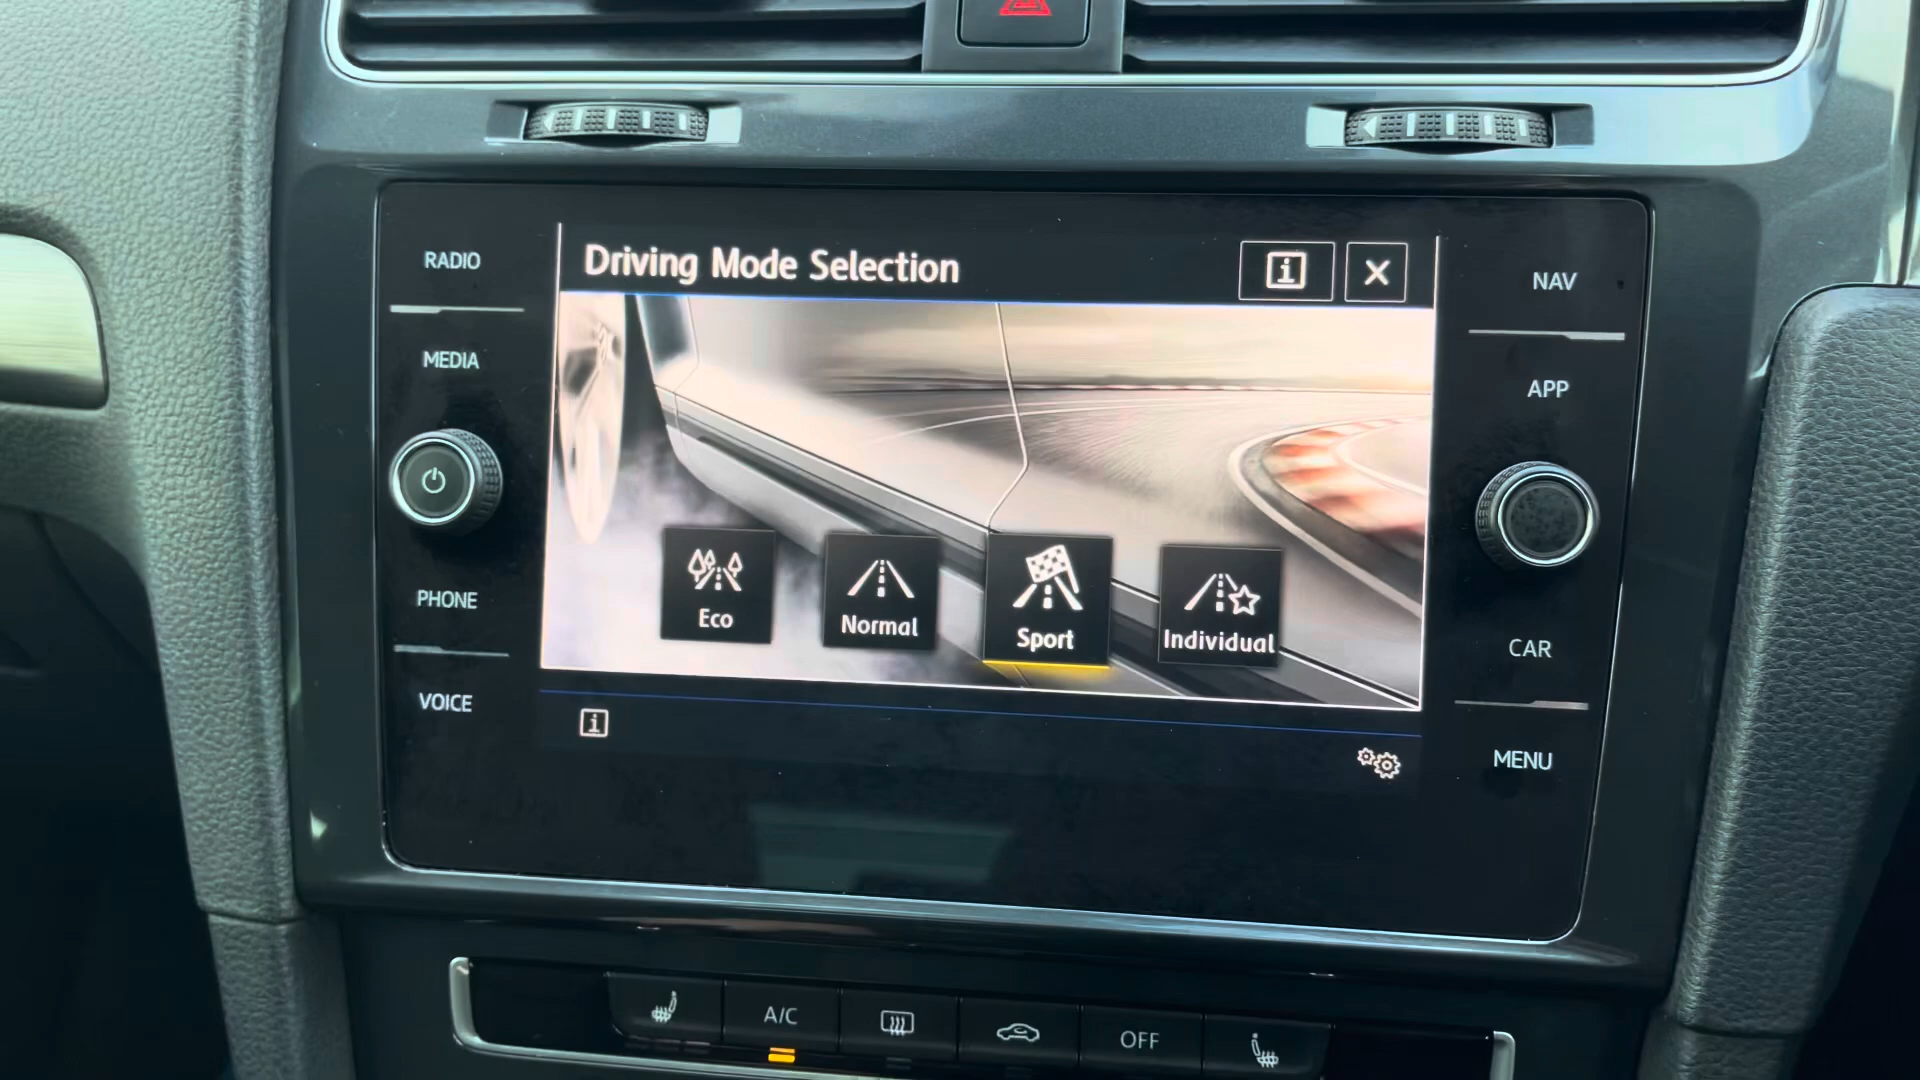 RADIO
MEDIA
PHONE
VOICE
Driving Mode Selection
Eco
Normal
Sport
Individual
NAV
APP
CAR
MENU
A/C
OFF